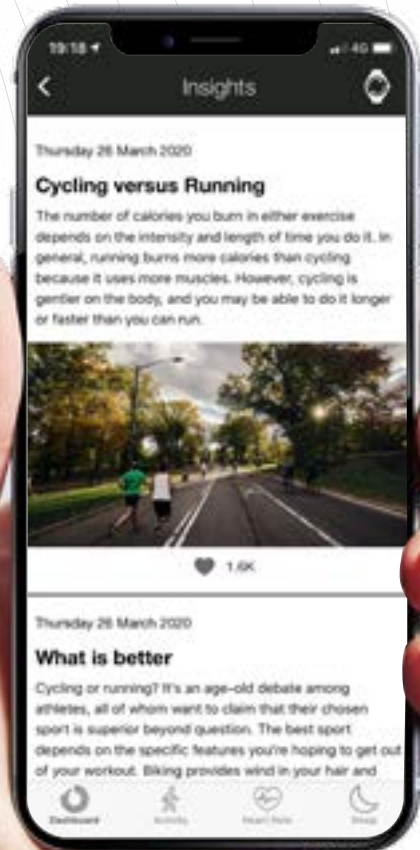 19:18
4G
Insights
Thursday 26 March 2020
Cycling versus Running
The number of calories you burn in either exercise
depends on the intensity and length of time you do it. In
general, running burns more calories than cycling
because it uses more muscles. However, cycling is
gentler on the body, and you may be able to do it longer
or faster than you can run.
1.6K
Thursday 26 March 2020
What is better
Cycling or running? It's an age-old debate among
athletes, all of whom want to claim that their chosen
sport is superior beyond question. The best sport
depends on the specific features you're hoping to get out
of your workout. Biking provides wind in your hair and
Dashboard
Activity
Heart Rate
Sleep